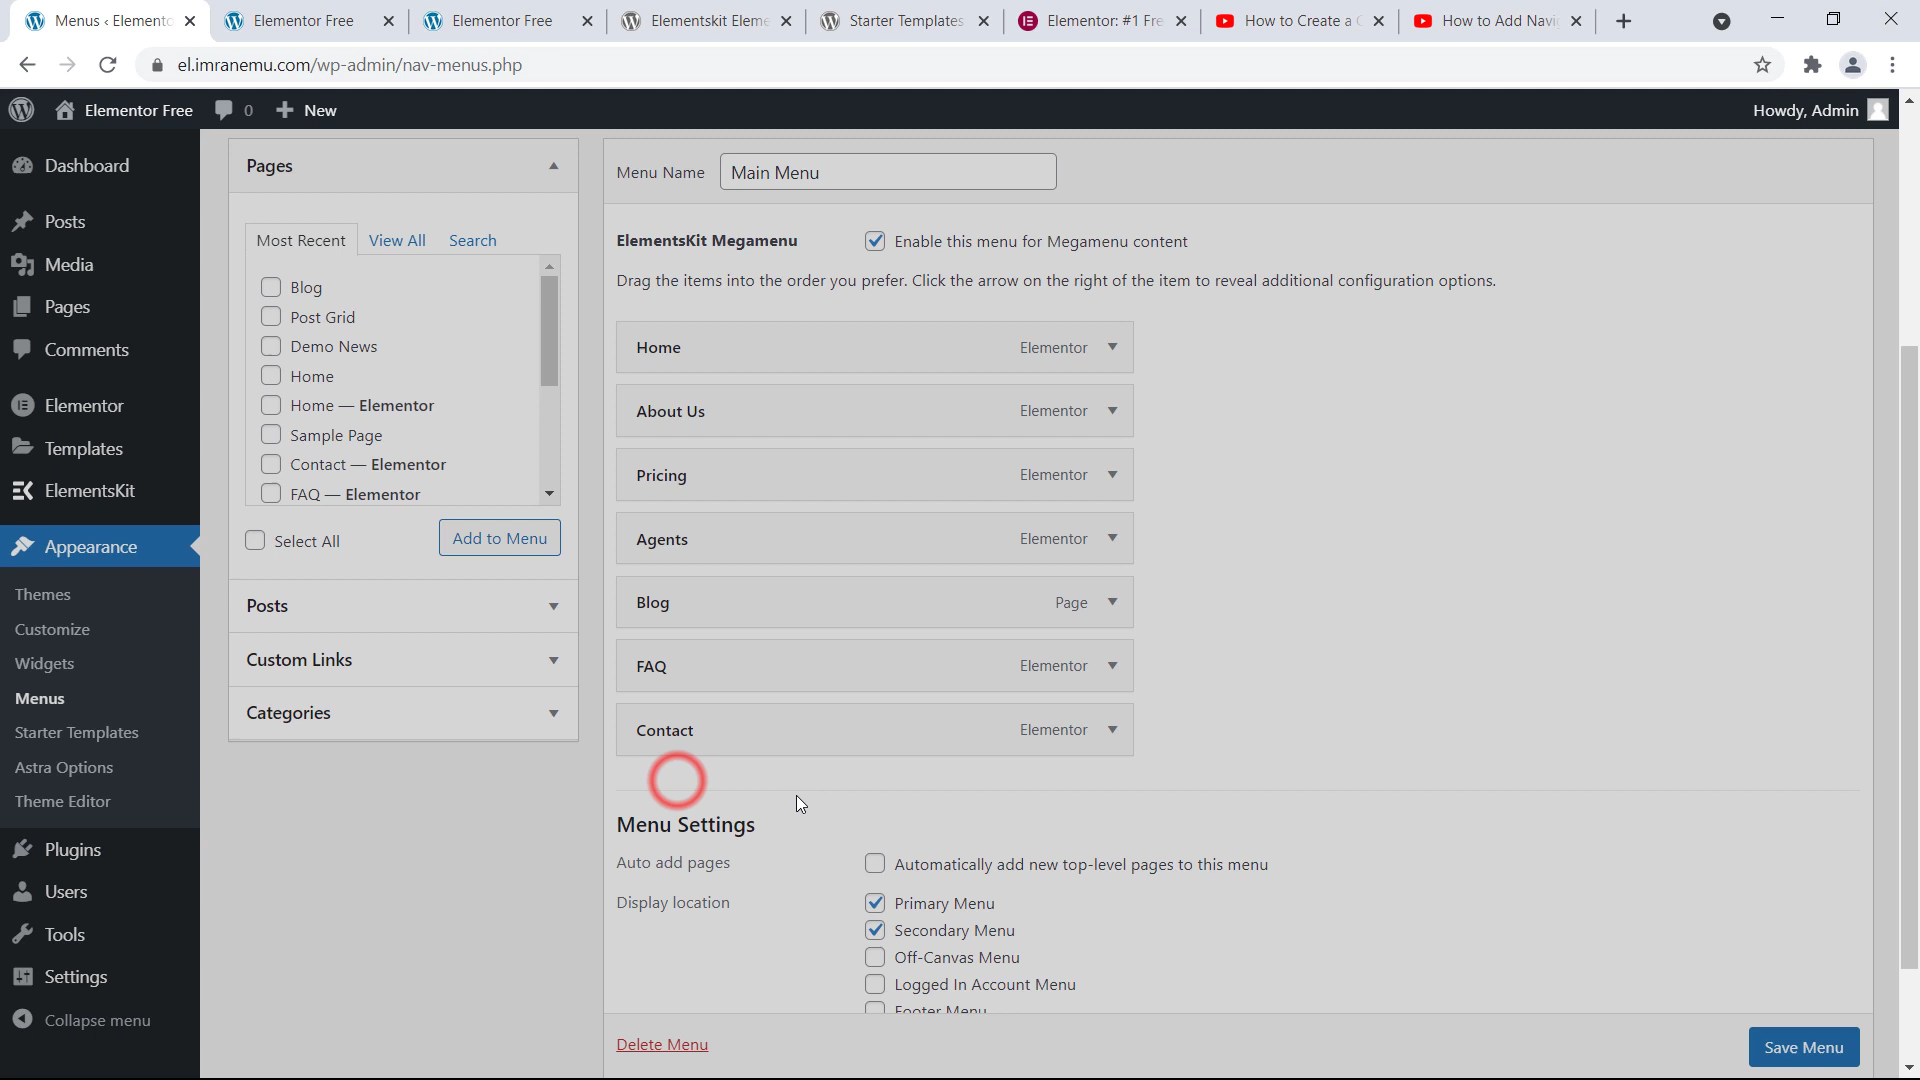 Menus ‹ Elemento
Elementor Free
Elementor Free
Elementskit Eleme
Starter Templates
Elementor: #1 Fre
How to Create a C
How to Add Navi
el.imranemu.com/wp-admin/nav-menus.php
Elementor Free
0
New
Howdy, Admin
Dashboard
Posts
Media
Pages
Comments
Elementor
Templates
ElementsKit
Appearance
Themes
Customize
Widgets
Menus
Starter Templates
Astra Options
Theme Editor
Plugins
Users
Tools
Settings
Collapse menu
Pages
Most Recent View All Search
Blog
Post Grid
Demo News
Home
Home — Elementor
Sample Page
Contact — Elementor
FAQ — Elementor
Select All
Add to Menu
Posts
Custom Links
Categories
Menu Name Main Menu
ElementsKit Megamenu Enable this menu for Megamenu content
Drag the items into the order you prefer. Click the arrow on the right of the item to reveal additional configuration options.
Home Elementor
About Us Elementor
Pricing Elementor
Agents Elementor
Blog Page
FAQ Elementor
Contact Elementor
Menu Settings
Auto add pages Automatically add new top-level pages to this menu
Display location Primary Menu
Secondary Menu
Off-Canvas Menu
Logged In Account Menu
Footer Menu
Delete Menu
Save Menu